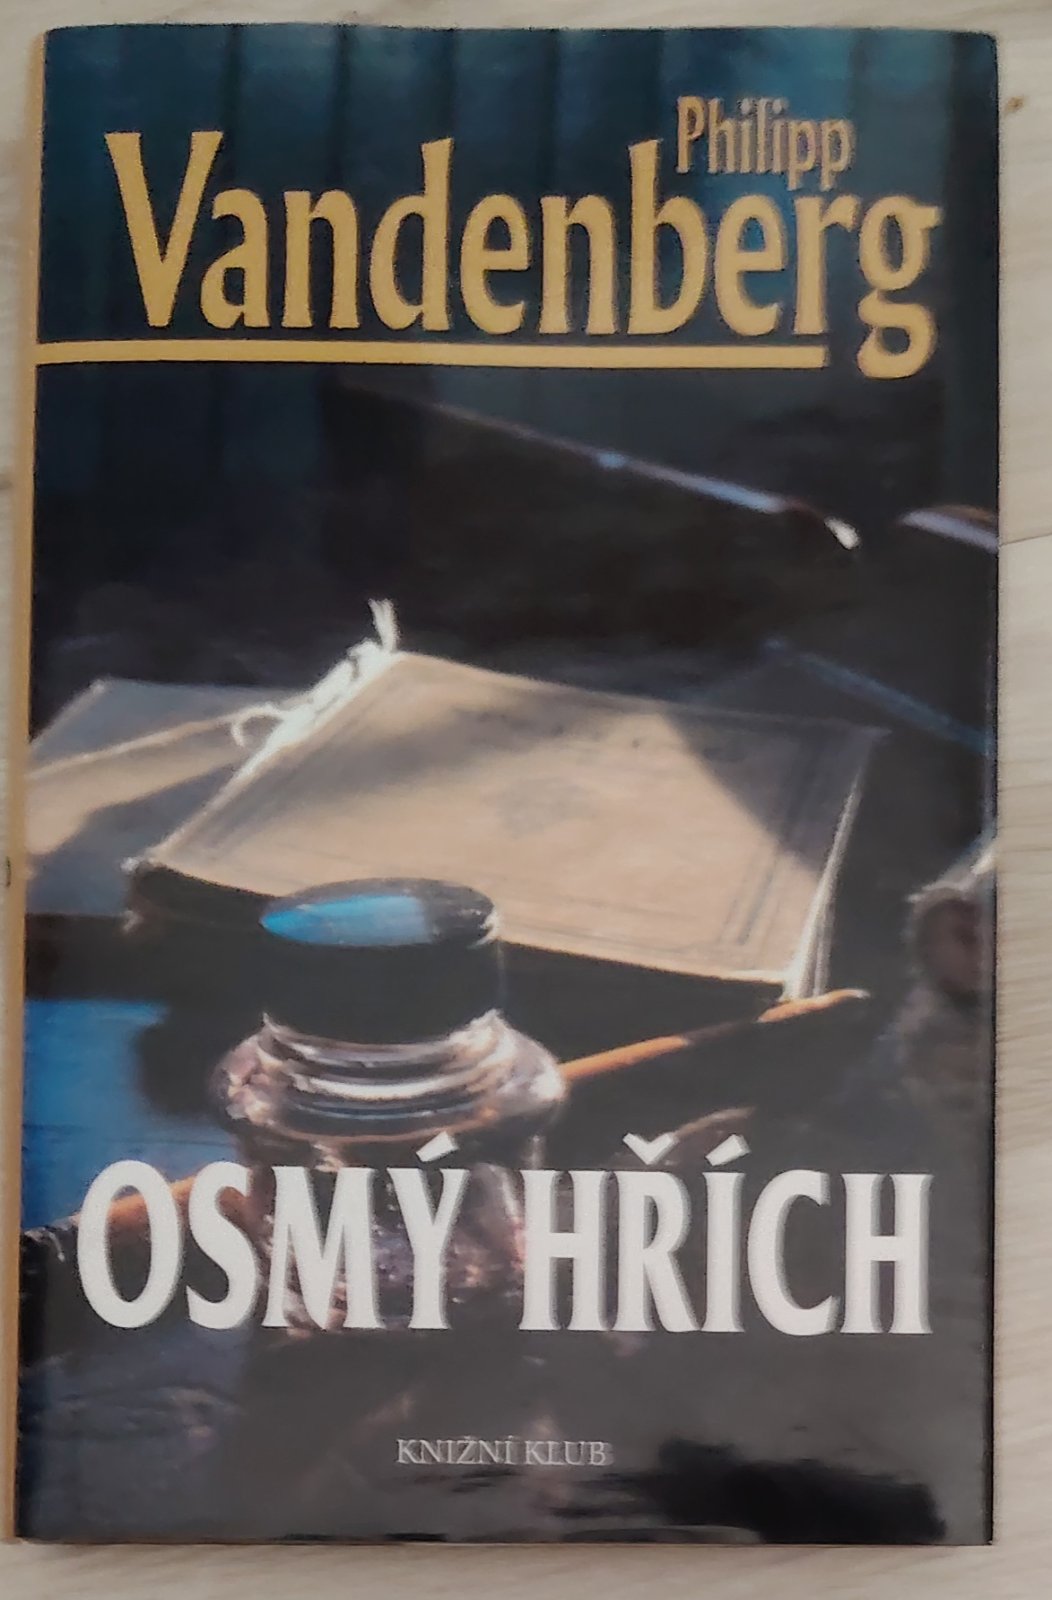 Philipp
Vandenberg
OSMÝ HŘÍCH
KNIŽNÍ KLUB